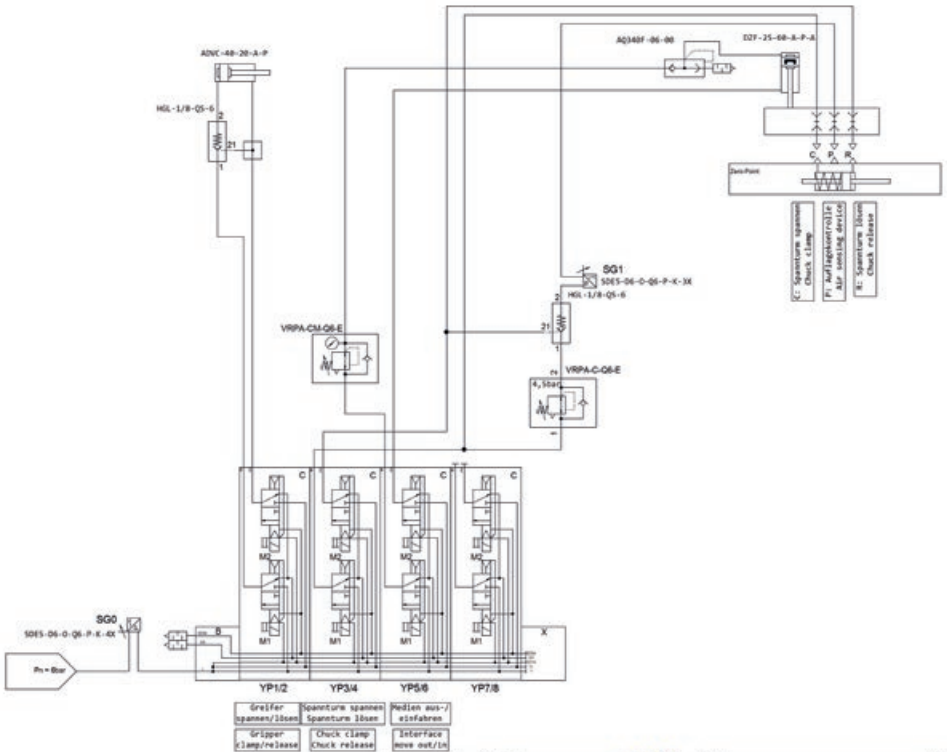 ADVC-40-20-A-P
HGL-1/8-QS-6
2
21
1
AQ340F-06-00
DZF-25-60-A-P-A
C
P
R
Zero Point
C: Spannturm spannen
Chuck clamp
P: Auflagekontrolle
Air sensing device
R: Spannturm lösen
Chuck release
SG1
SDE5-D6-O-Q6-P-K-3X
HGL-1/8-QS-6
2
21
1
VRPA-CM-Q6-E
VRPA-C-Q6-E
2
4,5bar
1
C
C
C
C
M2
M2
M2
M2
M1
M1
M1
M1
SG0
SDE5-D6-O-Q6-P-K-4X
B
X
Pn = 6bar
YP1/2
YP3/4
YP5/6
YP7/8
Greifer
spannen/lösen
Spannturm spannen
Spannturm lösen
Medien aus-/
einfahren
Gripper
clamp/release
Chuck clamp
Chuck release
Interface
move out/in